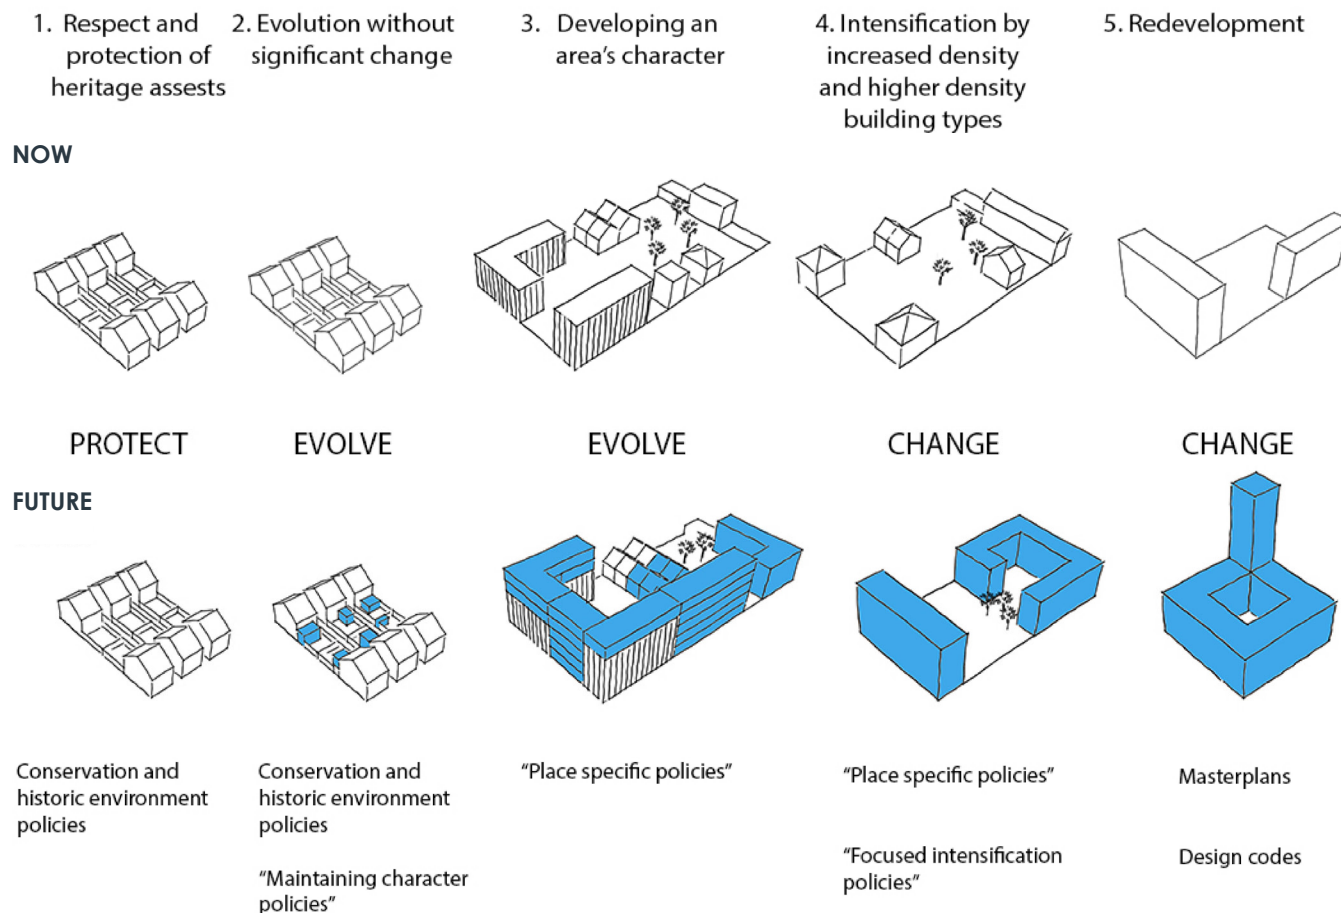 1. Respect and
protection of
heritage assests
2. Evolution without
significant change
3. Developing an
area's character
4. Intensification by
increased density
and higher density
building types
5. Redevelopment
NOW
PROTECT
EVOLVE
EVOLVE
CHANGE
CHANGE
FUTURE
Conservation and
historic environment
policies
Conservation and
historic environment
policies
"Maintaining character
policies"
"Place specific policies"
"Place specific policies"
"Focused intensification
policies"
Masterplans
Design codes